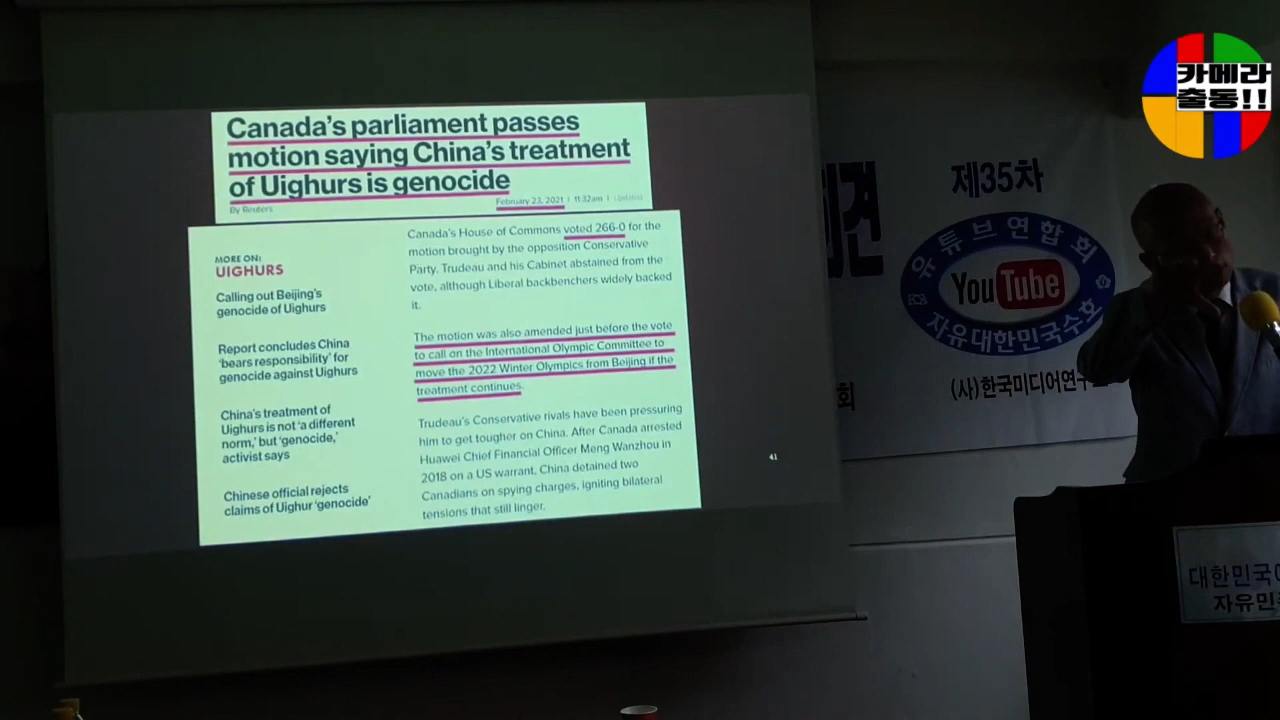 카메라
출동!!
Canada's parliament passes
motion saying China's treatment
of Uighurs is genocide
By Reuters
February 23, 2021 | 11:32am | Updated
MORE ON:
UIGHURS
Calling out Beijing's
genocide of Uighurs
Report concludes China
'bears responsibility' for
genocide against Uighurs
China's treatment of
Uighurs is not 'a different
norm,' but 'genocide,'
activist says
Chinese official rejects
claims of Uighur 'genocide'
Canada's House of Commons voted 266-0 for the
motion brought by the opposition Conservative
Party. Trudeau and his Cabinet abstained from the
vote, although Liberal backbenchers widely backed
it.
The motion was also amended just before the vote
to call on the International Olympic Committee to
move the 2022 Winter Olympics from Beijing if the
treatment continues.
Trudeau's Conservative rivals have been pressuring
him to get tougher on China. After Canada arrested
Huawei Chief Financial Officer Meng Wanzhou in
2018 on a US warrant, China detained two
Canadians on spying charges, igniting bilateral
tensions that still linger.
41
제35차
유튜브연합회
YouTube
자유대한민국수호
(사)한국미디어연
회
대한민국
자유민